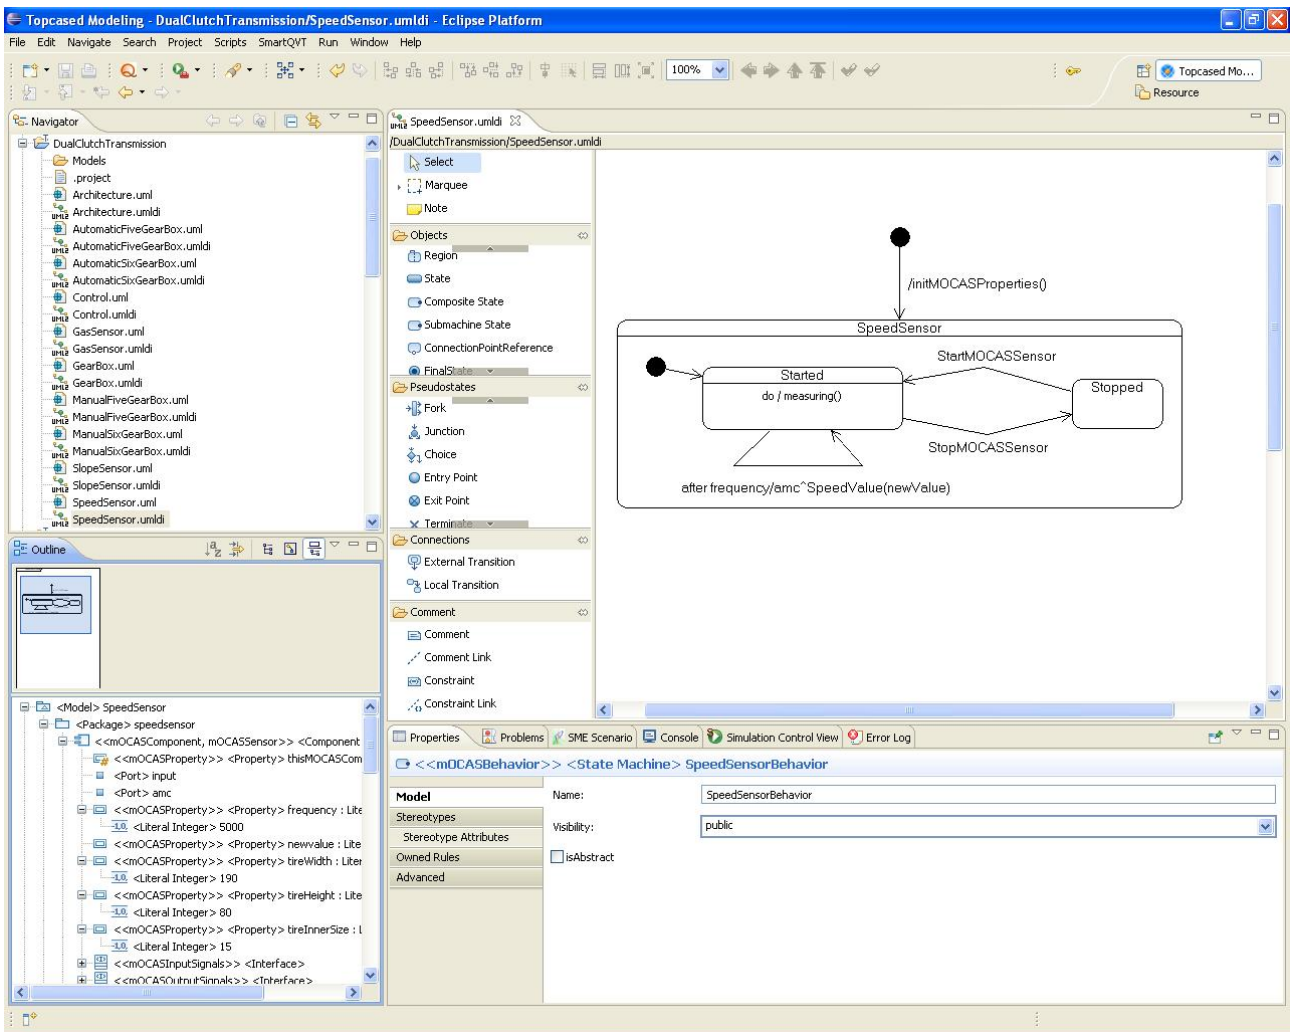 Topcased Modeling - DualClutchTransmission/SpeedSensor.umldi - Eclipse Platform
File Edit Navigate Search Project Scripts SmartQVT Run Window Help
100%
Topcased Mo...
Resource
Navigator
DualClutchTransmission
Models
.project
Architecture.uml
Architecture.umldi
AutomaticFiveGearBox.uml
AutomaticFiveGearBox.umldi
AutomaticSixGearBox.uml
AutomaticSixGearBox.umldi
Control.uml
Control.umldi
GasSensor.uml
GasSensor.umldi
GearBox.uml
GearBox.umldi
ManualFiveGearBox.uml
ManualFiveGearBox.umldi
ManualSixGearBox.uml
ManualSixGearBox.umldi
SlopeSensor.uml
SlopeSensor.umldi
SpeedSensor.uml
SpeedSensor.umldi
Outline
<Model> SpeedSensor
<Package> speedsensor
<<mOCASComponent, mOCASSensor>> <Component
<<mOCASProperty>> <Property> thisMOCASCom
<Port> input
<Port> amc
<<mOCASProperty>> <Property> frequency : Lite
<Literal Integer> 5000
<<mOCASProperty>> <Property> newvalue : Lite
<<mOCASProperty>> <Property> tireWidth : Liter
<Literal Integer> 190
<<mOCASProperty>> <Property> tireHeight : Lite
<Literal Integer> 80
<<mOCASProperty>> <Property> tireInnerSize : L
<Literal Integer> 15
<<mOCASInputSignals>> <Interface>
<<mOCASOutputSignals>> <Interface>
SpeedSensor.umldi
/DualClutchTransmission/SpeedSensor.umldi
Select
Marquee
Note
Objects
Region
State
Composite State
Submachine State
ConnectionPointReference
FinalState
Pseudostates
Fork
Junction
Choice
Entry Point
Exit Point
Terminate
Connections
External Transition
Local Transition
Comment
Comment
Comment Link
Constraint
Constraint Link
/initMOCASProperties()
SpeedSensor
StartMOCASSensor
Started
do / measuring()
Stopped
StopMOCASSensor
after frequency/amc^SpeedValue(newValue)
Properties Problems SME Scenario Console Simulation Control View Error Log
<<mOCASBehavior>> <State Machine> SpeedSensorBehavior
Model
Stereotypes
Stereotype Attributes
Owned Rules
Advanced
Name: SpeedSensorBehavior
Visibility: public
isAbstract